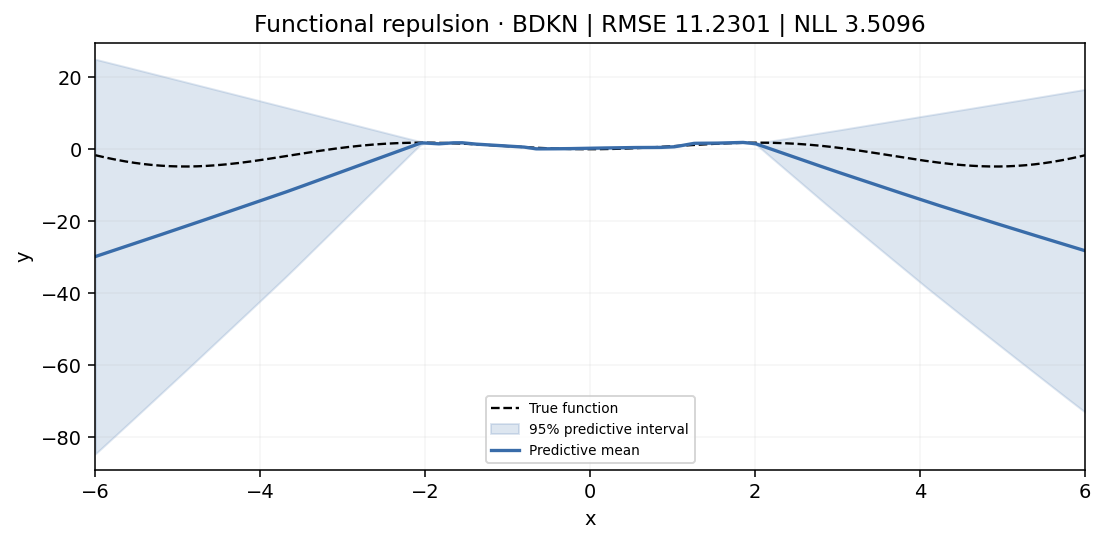 Functional repulsion · BDKN | RMSE 11.2301 | NLL 3.5096
20
0
−20
−40
−60
−80
y
True function
95% predictive interval
Predictive mean
−6 −4 −2 0 2 4 6
x